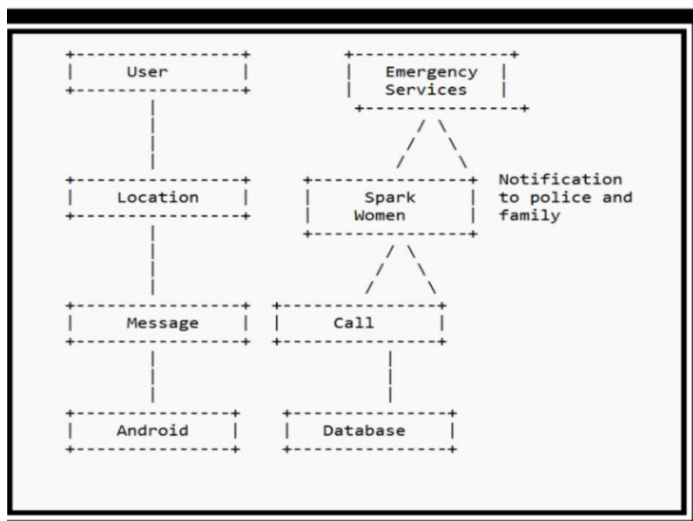 User
Emergency
Services
Location
Spark
Women
Notification
to police and
family
Message
Call
Android
Database